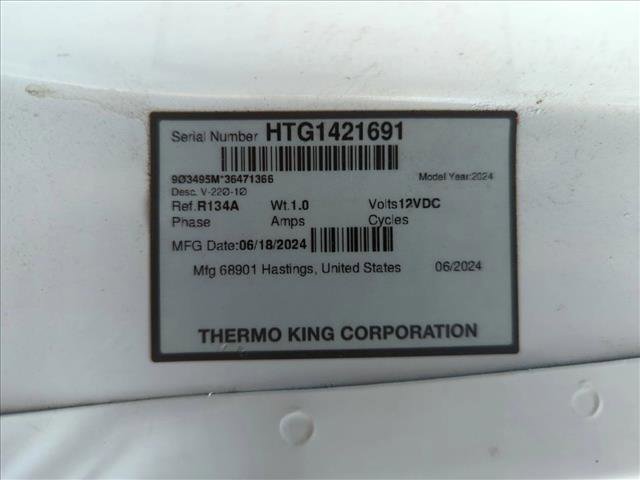 Serial Number HTG1421691
9Ø3495M*36471366 Model Year:2024
Desc. V-22Ø-1Ø
Ref.R134A Wt.1.0 Volts12VDC
Phase Amps Cycles
MFG Date:06/18/2024
Mfg 68901 Hastings, United States 06/2024
THERMO KING CORPORATION